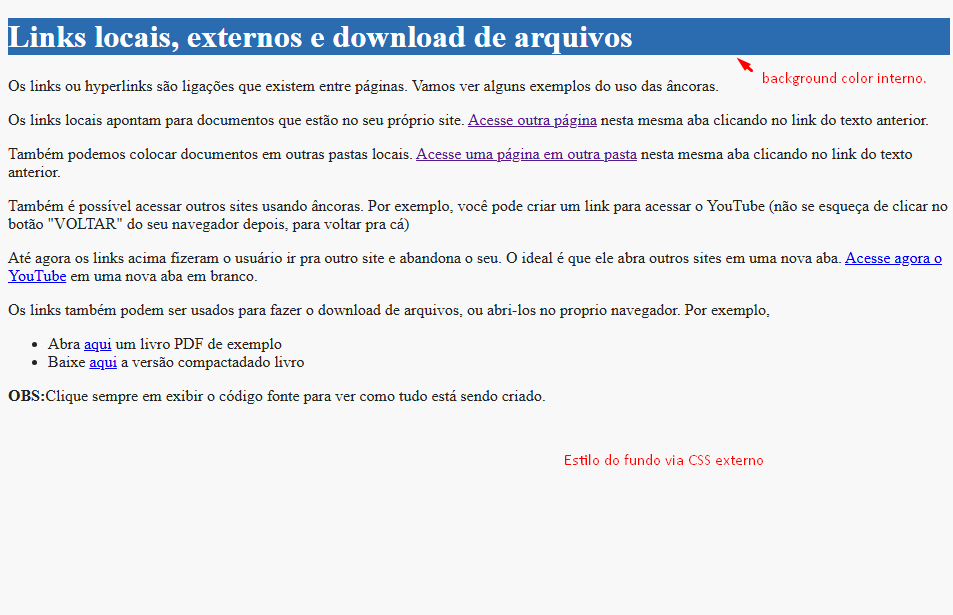 Links locais, externos e download de arquivos
background color interno.
Os links ou hyperlinks são ligações que existem entre páginas. Vamos ver alguns exemplos do uso das âncoras.
Os links locais apontam para documentos que estão no seu próprio site. Acesse outra página nesta mesma aba clicando no link do texto anterior.
Também podemos colocar documentos em outras pastas locais. Acesse uma página em outra pasta nesta mesma aba clicando no link do texto
anterior.
Também é possível acessar outros sites usando âncoras. Por exemplo, você pode criar um link para acessar o YouTube (não se esqueça de clicar no
botão "VOLTAR" do seu navegador depois, para voltar pra cá)
Até agora os links acima fizeram o usuário ir pra outro site e abandona o seu. O ideal é que ele abra outros sites em uma nova aba. Acesse agora o
YouTube em uma nova aba em branco.
Os links também podem ser usados para fazer o download de arquivos, ou abri-los no proprio navegador. Por exemplo,
• Abra aqui um livro PDF de exemplo
• Baixe aqui a versão compactadado livro
OBS:Clique sempre em exibir o código fonte para ver como tudo está sendo criado.
Estilo do fundo via CSS externo